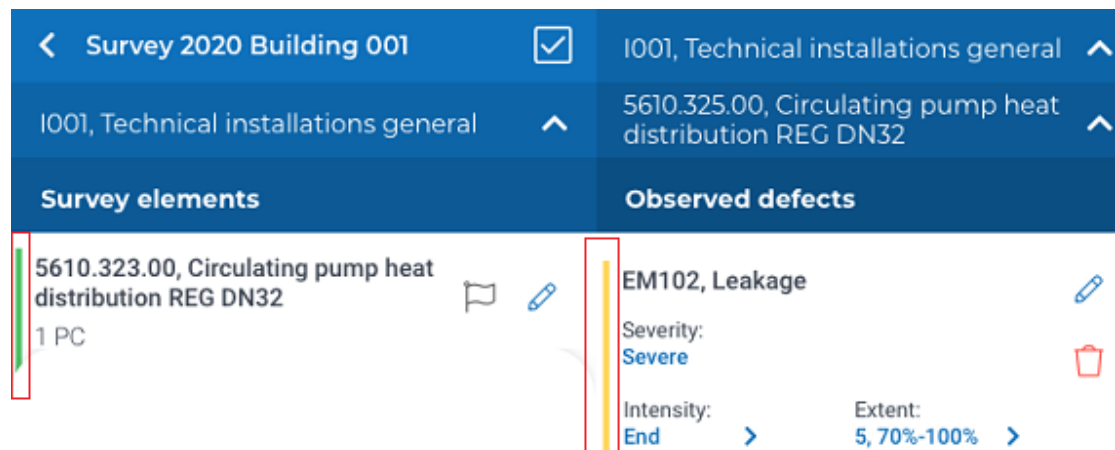 Survey 2020 Building 001
I001, Technical installations general
Survey elements
5610.323.00, Circulating pump heat
distribution REG DN32
1 PC
I001, Technical installations general
5610.325.00, Circulating pump heat
distribution REG DN32
Observed defects
EM102, Leakage
Severity:
Severe
Intensity:
End
Extent:
5, 70%-100%